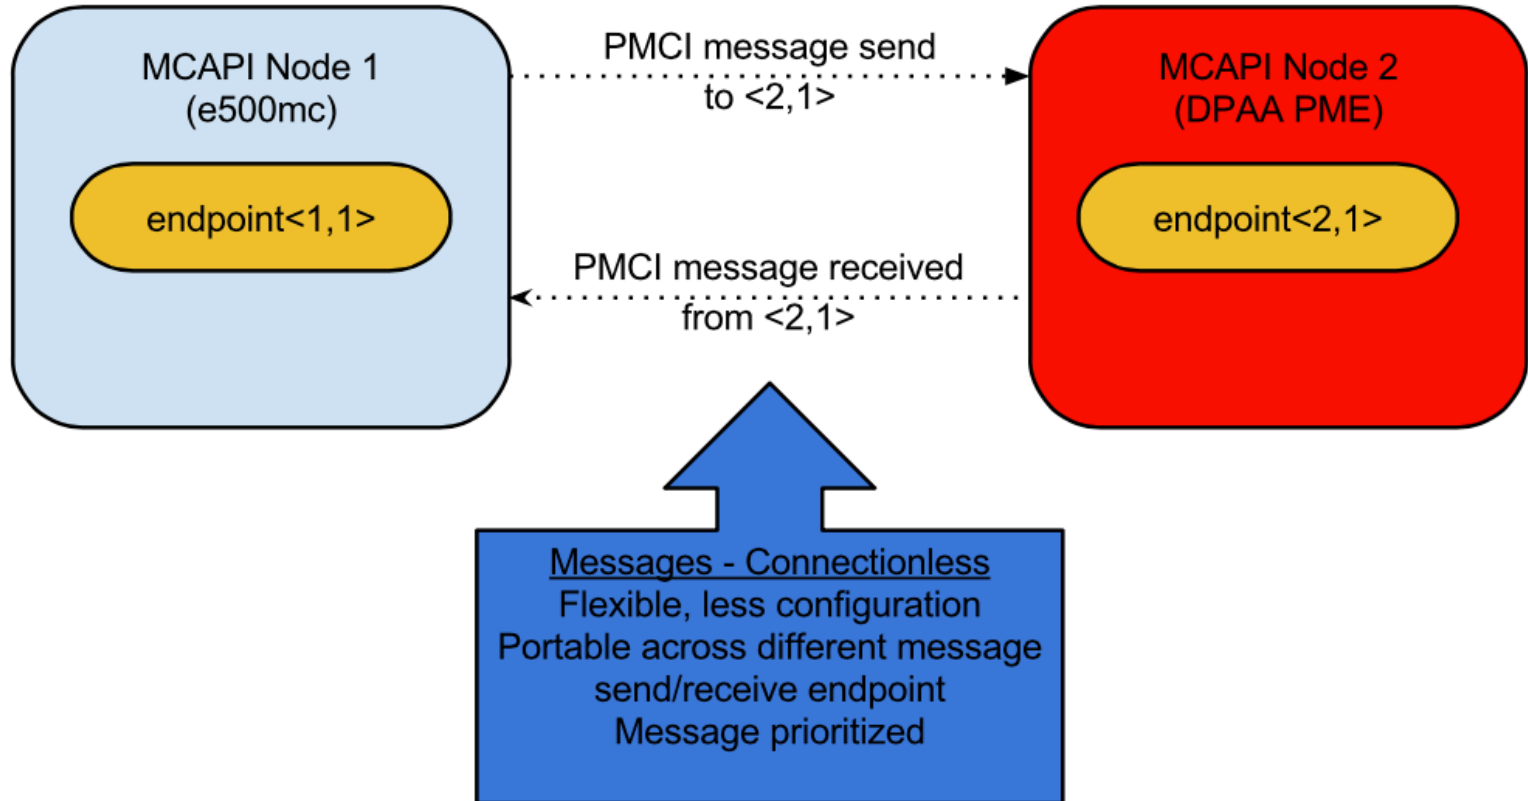 MCAPI Node 1
(e500mc)
endpoint<1,1>
PMCI message send
to <2,1>
MCAPI Node 2
(DPAA PME)
endpoint<2,1>
PMCI message received
from <2,1>
Messages - Connectionless
Flexible, less configuration
Portable across different message
send/receive endpoint
Message prioritized